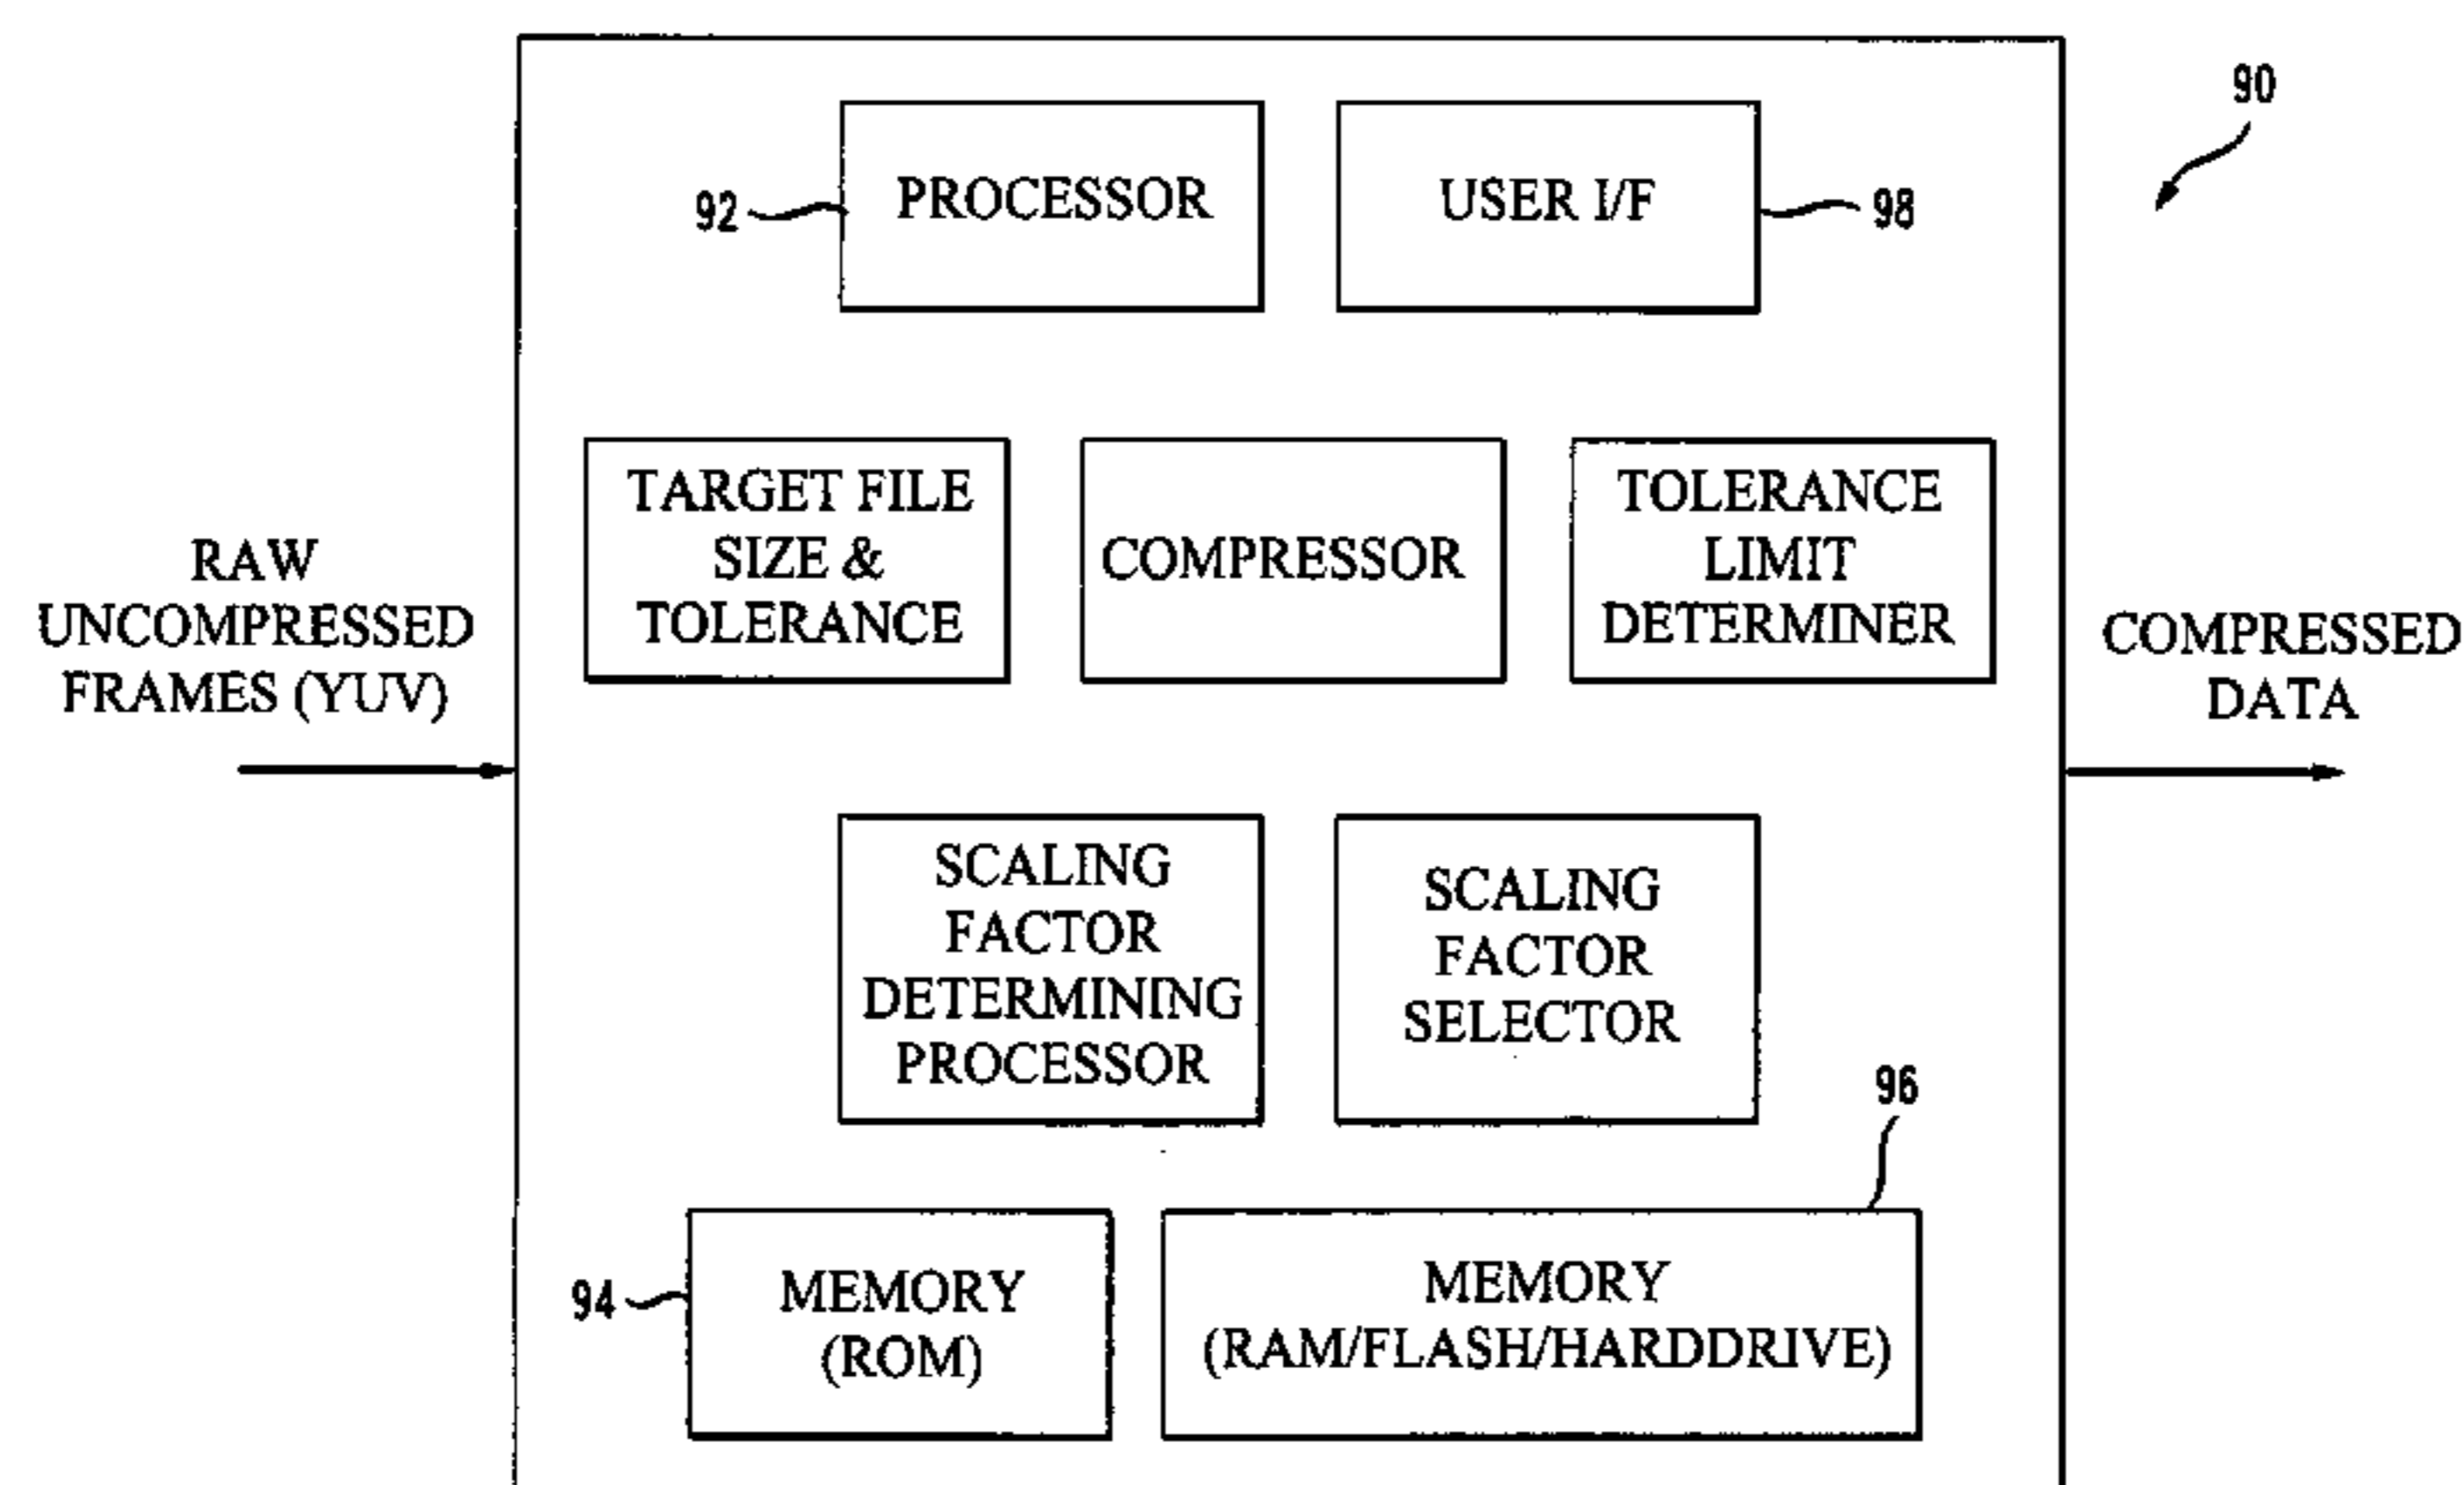 90
92
PROCESSOR
USER I/F
98
TARGET FILE
SIZE &
TOLERANCE
COMPRESSOR
TOLERANCE
LIMIT
DETERMINER
RAW
UNCOMPRESSED
FRAMES (YUV)
COMPRESSED
DATA
SCALING
FACTOR
DETERMINING
PROCESSOR
SCALING
FACTOR
SELECTOR
96
94
MEMORY
(ROM)
MEMORY
(RAM/FLASH/HARDDRIVE)